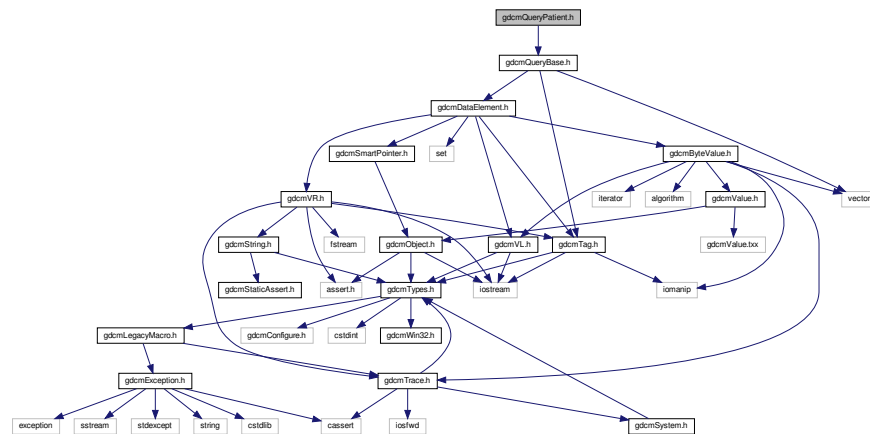 gdcmQueryPatient.h
gdcmQueryBase.h
gdcmDataElement.h
gdcmSmartPointer.h
set
gdcmByteValue.h
gdcmVR.h
iterator
algorithm
gdcmValue.h
vector
gdcmString.h
fstream
gdcmObject.h
gdcmVL.h
gdcmTag.h
gdcmValue.txx
gdcmStaticAssert.h
assert.h
gdcmTypes.h
iostream
iomanip
gdcmLegacyMacro.h
gdcmConfigure.h
cstdint
gdcmWin32.h
gdcmException.h
gdcmTrace.h
exception
sstream
stdexcept
string
cstdlib
cassert
iosfwd
gdcmSystem.h